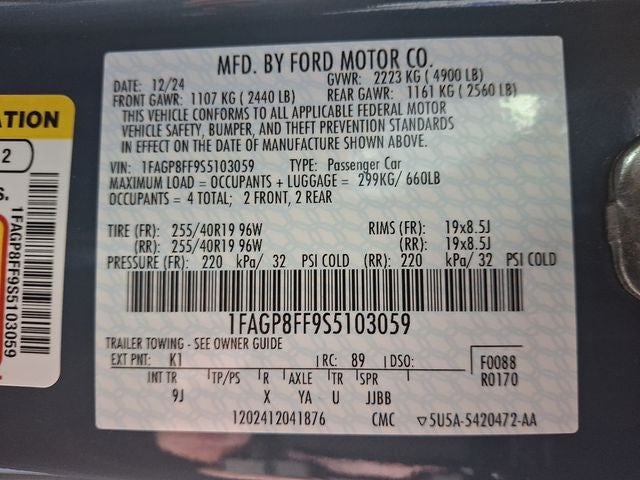 MFD. BY FORD MOTOR CO.
DATE: 12/24 GVWR: 2223 KG ( 4900 LB)
FRONT GAWR: 1107 KG ( 2440 LB) REAR GAWR: 1161 KG ( 2560 LB)
THIS VEHICLE CONFORMS TO ALL APPLICABLE FEDERAL MOTOR
VEHICLE SAFETY, BUMPER, AND THEFT PREVENTION STANDARDS
IN EFFECT ON THE DATE OF MANUFACTURE SHOWN ABOVE.
VIN: 1FAGP8FF9S5103059 TYPE: Passenger Car
MAXIMUM LOAD = OCCUPANTS + LUGGAGE = 299KG/ 660LB
OCCUPANTS = 4 TOTAL; 2 FRONT, 2 REAR
TIRE (FR): 255/40R19 96W RIMS (FR): 19x8.5J
(RR): 255/40R19 96W (RR): 19x8.5J
PRESSURE (FR): 220 kPa/ 32 PSI COLD (RR): 220 kPa/ 32 PSI COLD
1FAGP8FF9S5103059
TRAILER TOWING - SEE OWNER GUIDE
EXT PNT: K1 RC: 89 DSO: F0088
R0170
INT TR TP/PS R AXLE TR SPR
9J X YA U JJBB
1202412041876 CMC ▽5U5A-5420472-AA
ATION
2
S.
1FAGP8FF9S5103059